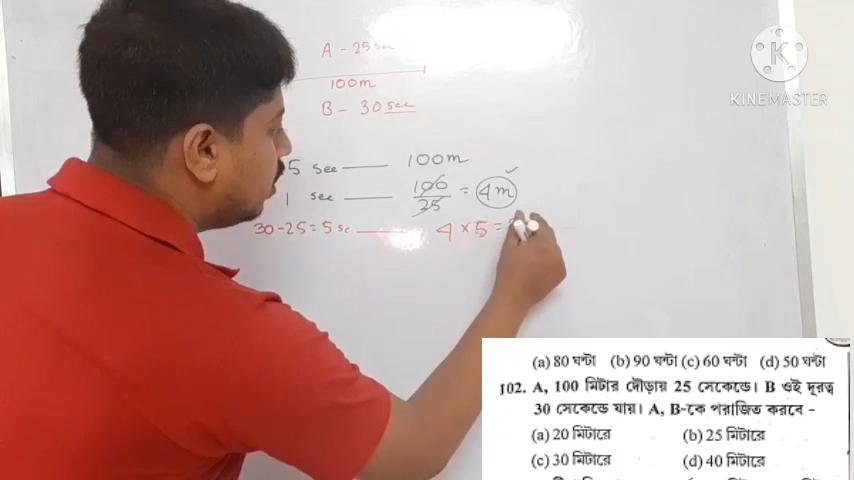 A - 25 sec
100m
B - 30 sec
5 sec —— 100m
1 sec —— 100/25 = 4m ✓
30-25=5 sc —— 4×5=
K
KINEMASTER
(a) 80 ঘন্টা (b) 90 ঘন্টা (c) 60 ঘন্টা (d) 50 ঘন্টা
102. A, 100 মিটার দৌড়ায় 25 সেকেন্ডে। B ওই দূরত্ব
30 সেকেন্ডে যায়। A, B-কে পরাজিত করবে -
(a) 20 মিটারে (b) 25 মিটারে
(c) 30 মিটারে (d) 40 মিটারে